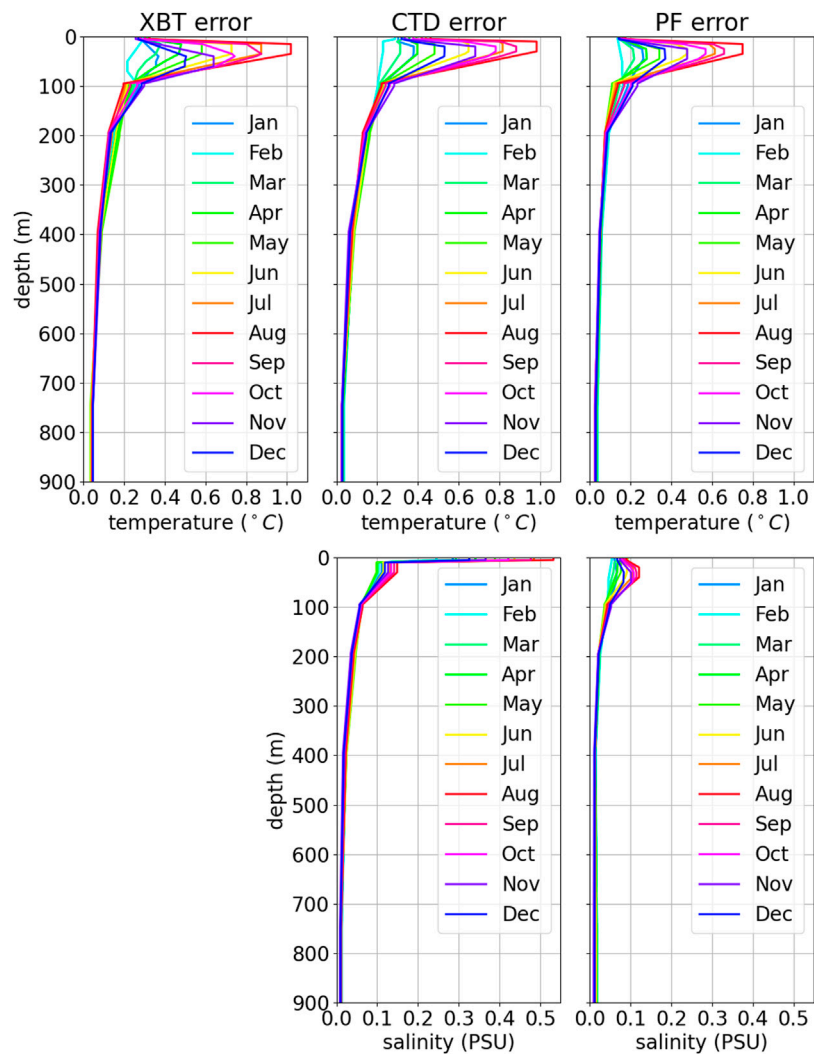 XBT error
CTD error
PF error
0
100
200
300
400
500
600
700
800
900
depth (m)
Jan
Feb
Mar
Apr
May
Jun
Jul
Aug
Sep
Oct
Nov
Dec
Jan
Feb
Mar
Apr
May
Jun
Jul
Aug
Sep
Oct
Nov
Dec
Jan
Feb
Mar
Apr
May
Jun
Jul
Aug
Sep
Oct
Nov
Dec
0.0 0.2 0.4 0.6 0.8 1.0
0.0 0.2 0.4 0.6 0.8 1.0
0.0 0.2 0.4 0.6 0.8 1.0
temperature (°C)
temperature (°C)
temperature (°C)
0
100
200
300
400
500
600
700
800
900
depth (m)
Jan
Feb
Mar
Apr
May
Jun
Jul
Aug
Sep
Oct
Nov
Dec
Jan
Feb
Mar
Apr
May
Jun
Jul
Aug
Sep
Oct
Nov
Dec
0.0 0.1 0.2 0.3 0.4 0.5
0.0 0.1 0.2 0.3 0.4 0.5
salinity (PSU)
salinity (PSU)